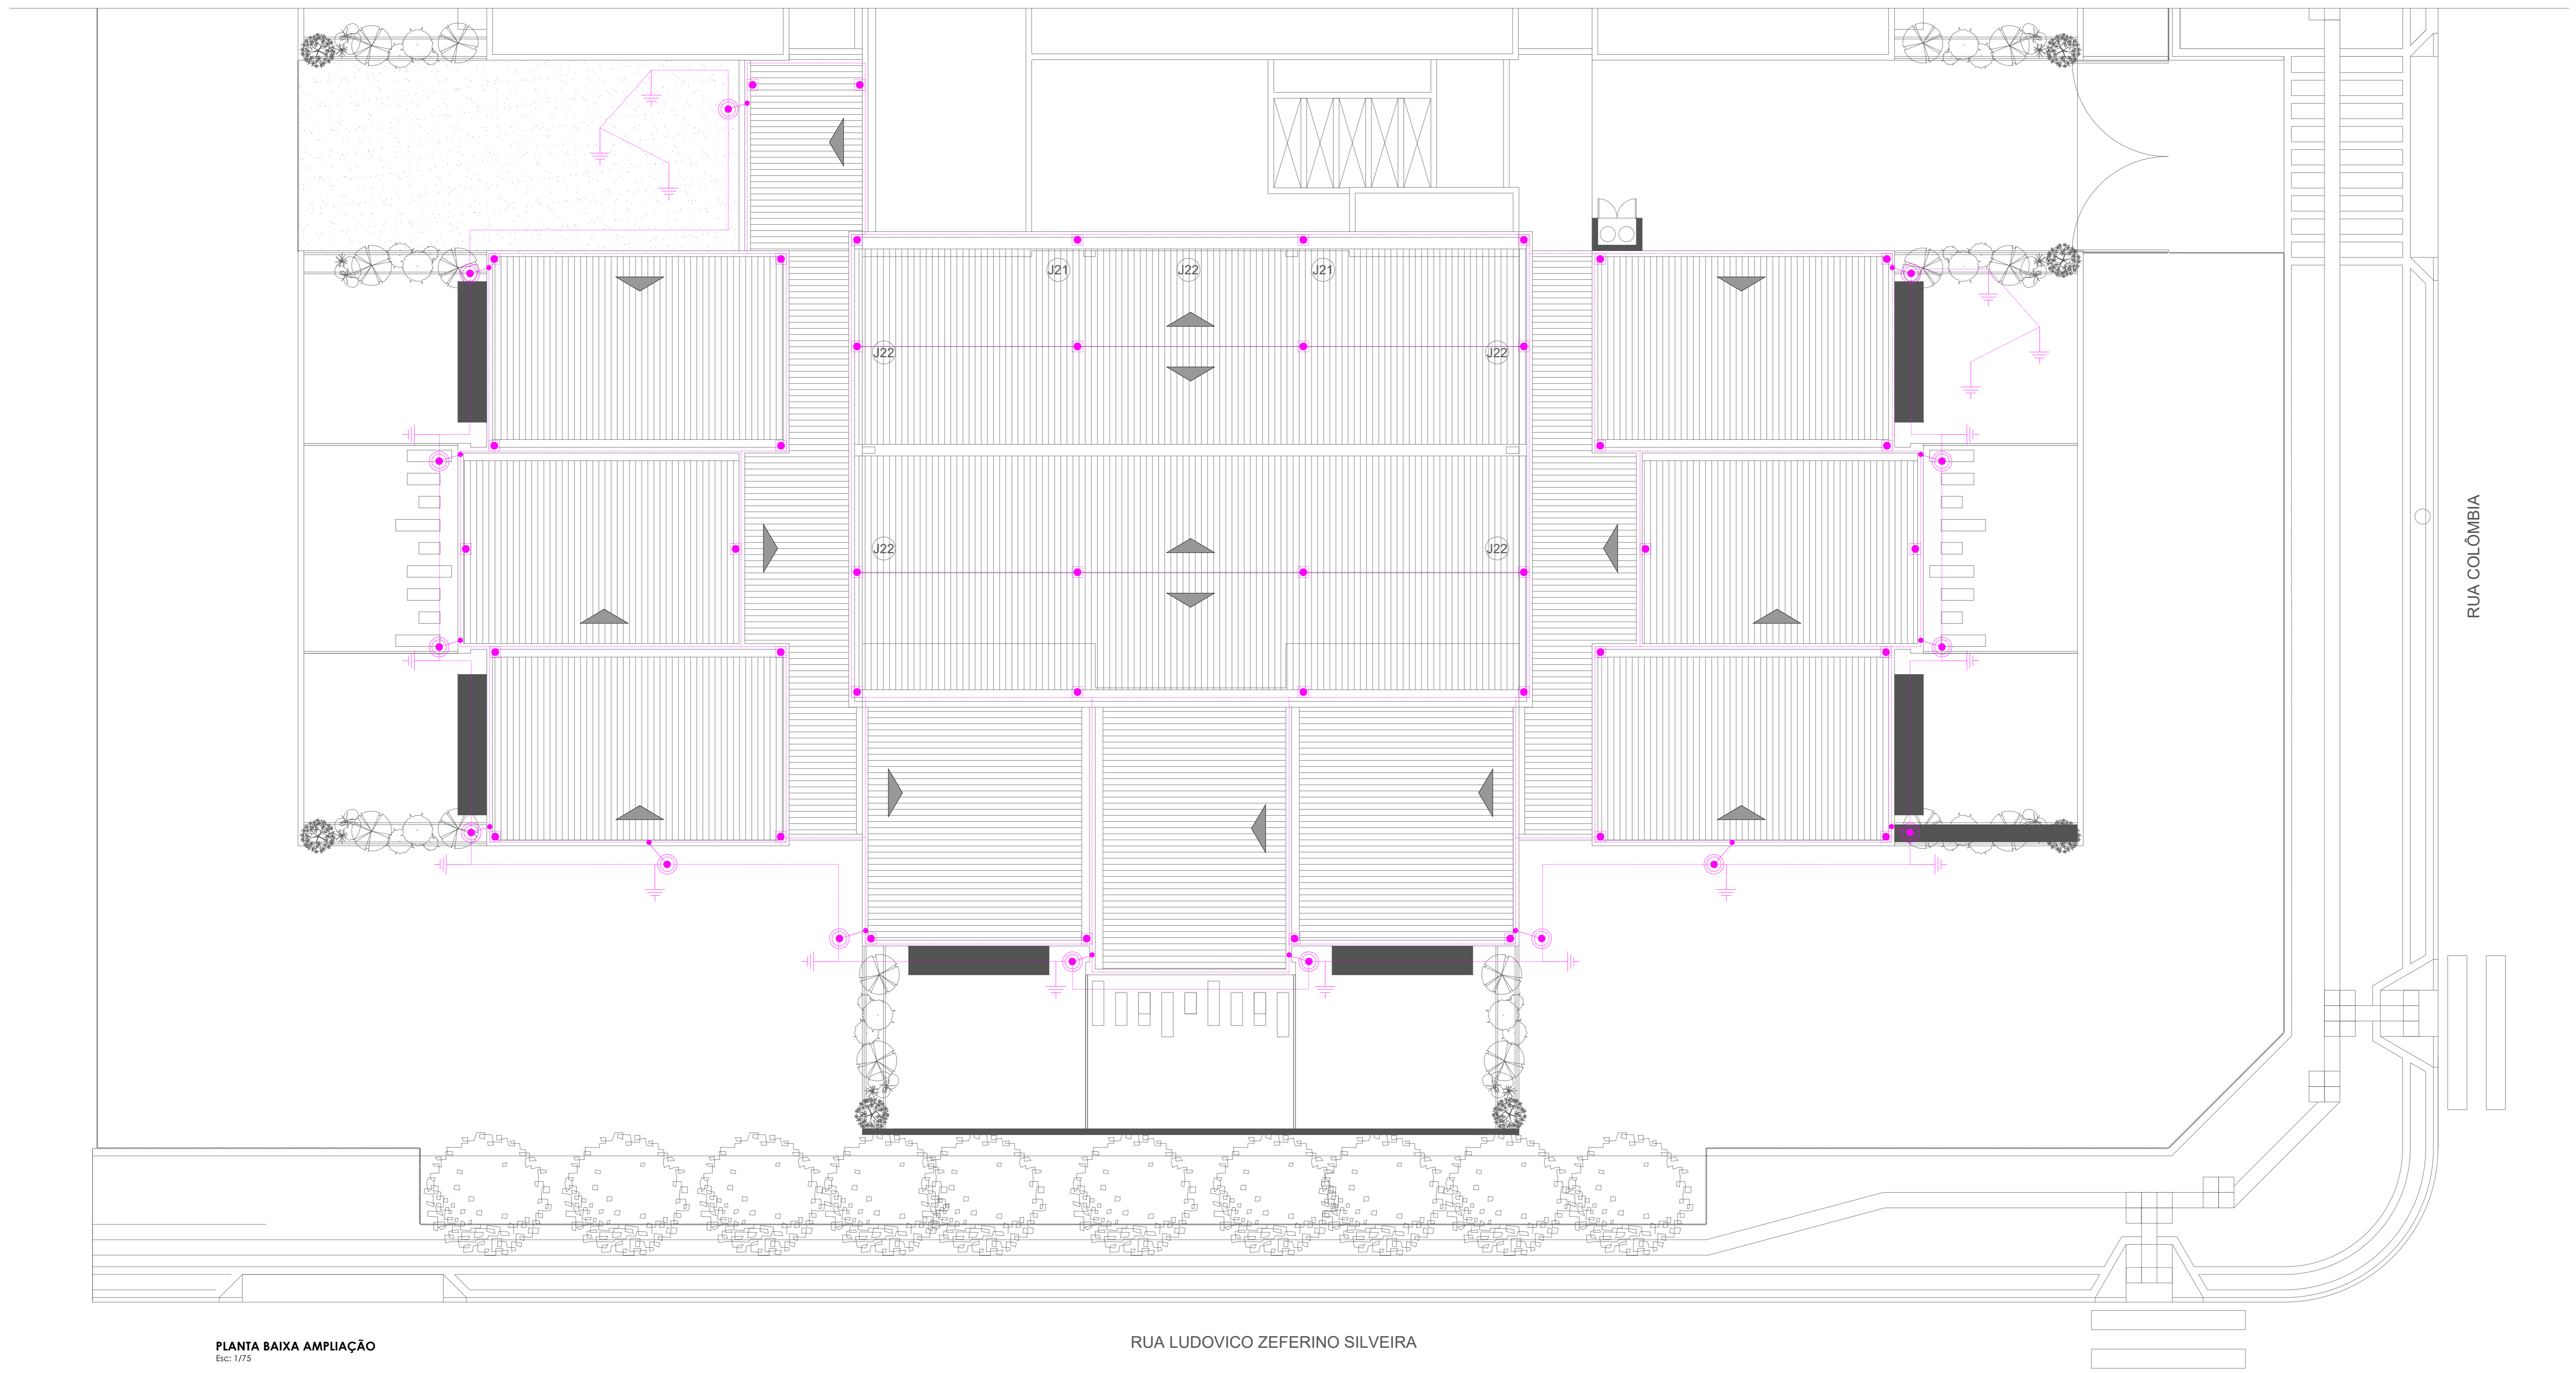 J21
J22
J21
J22
J22
J22
J22
RUA COLÔMBIA
RUA LUDOVICO ZEFERINO SILVEIRA
PLANTA BAIXA AMPLIAÇÃO
Esc: 1/75